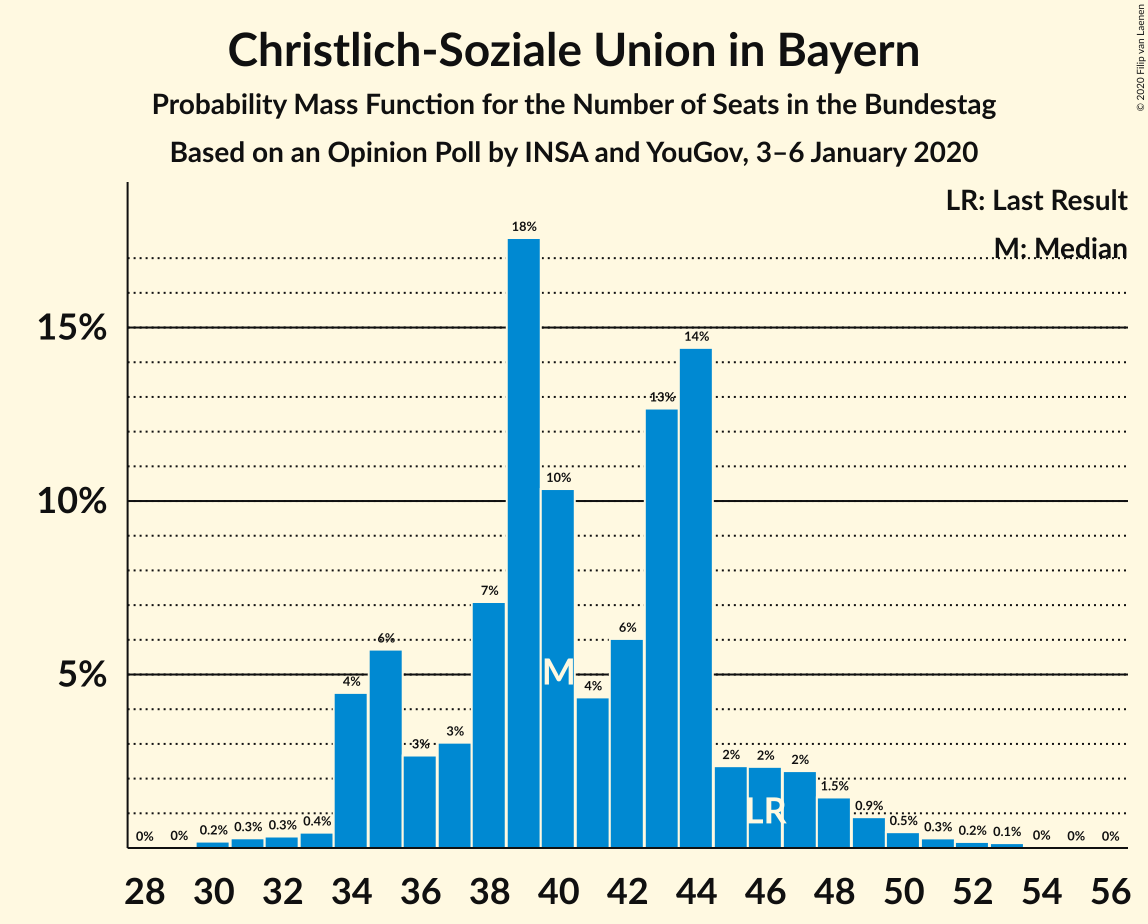 Christlich-Soziale Union in Bayern
Probability Mass Function for the Number of Seats in the Bundestag
Based on an Opinion Poll by INSA and YouGov, 3–6 January 2020
© 2020 Filip van Laenen
LR: Last Result
M: Median
15%
10%
5%
0% 0% 0.2% 0.3% 0.3% 0.4% 4% 6% 3% 3% 7% 18% 10% 4% 6% 13% 14% 2% 2% 2% 1.5% 0.9% 0.5% 0.3% 0.2% 0.1% 0% 0% 0%
M
LR
28 30 32 34 36 38 40 42 44 46 48 50 52 54 56